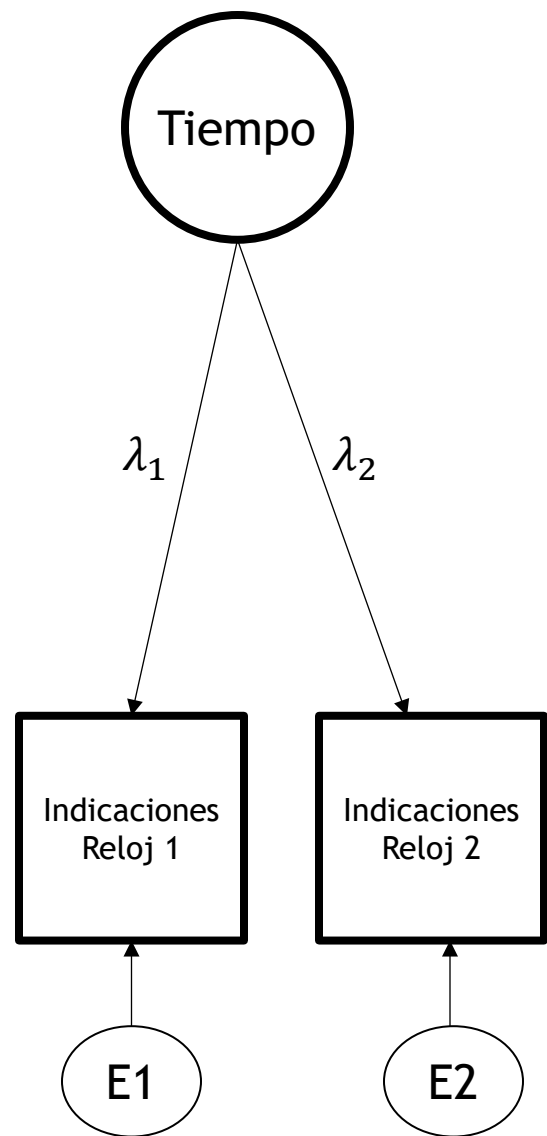 Tiempo
λ₁
λ₂
Indicaciones
Reloj 1
Indicaciones
Reloj 2
E1
E2